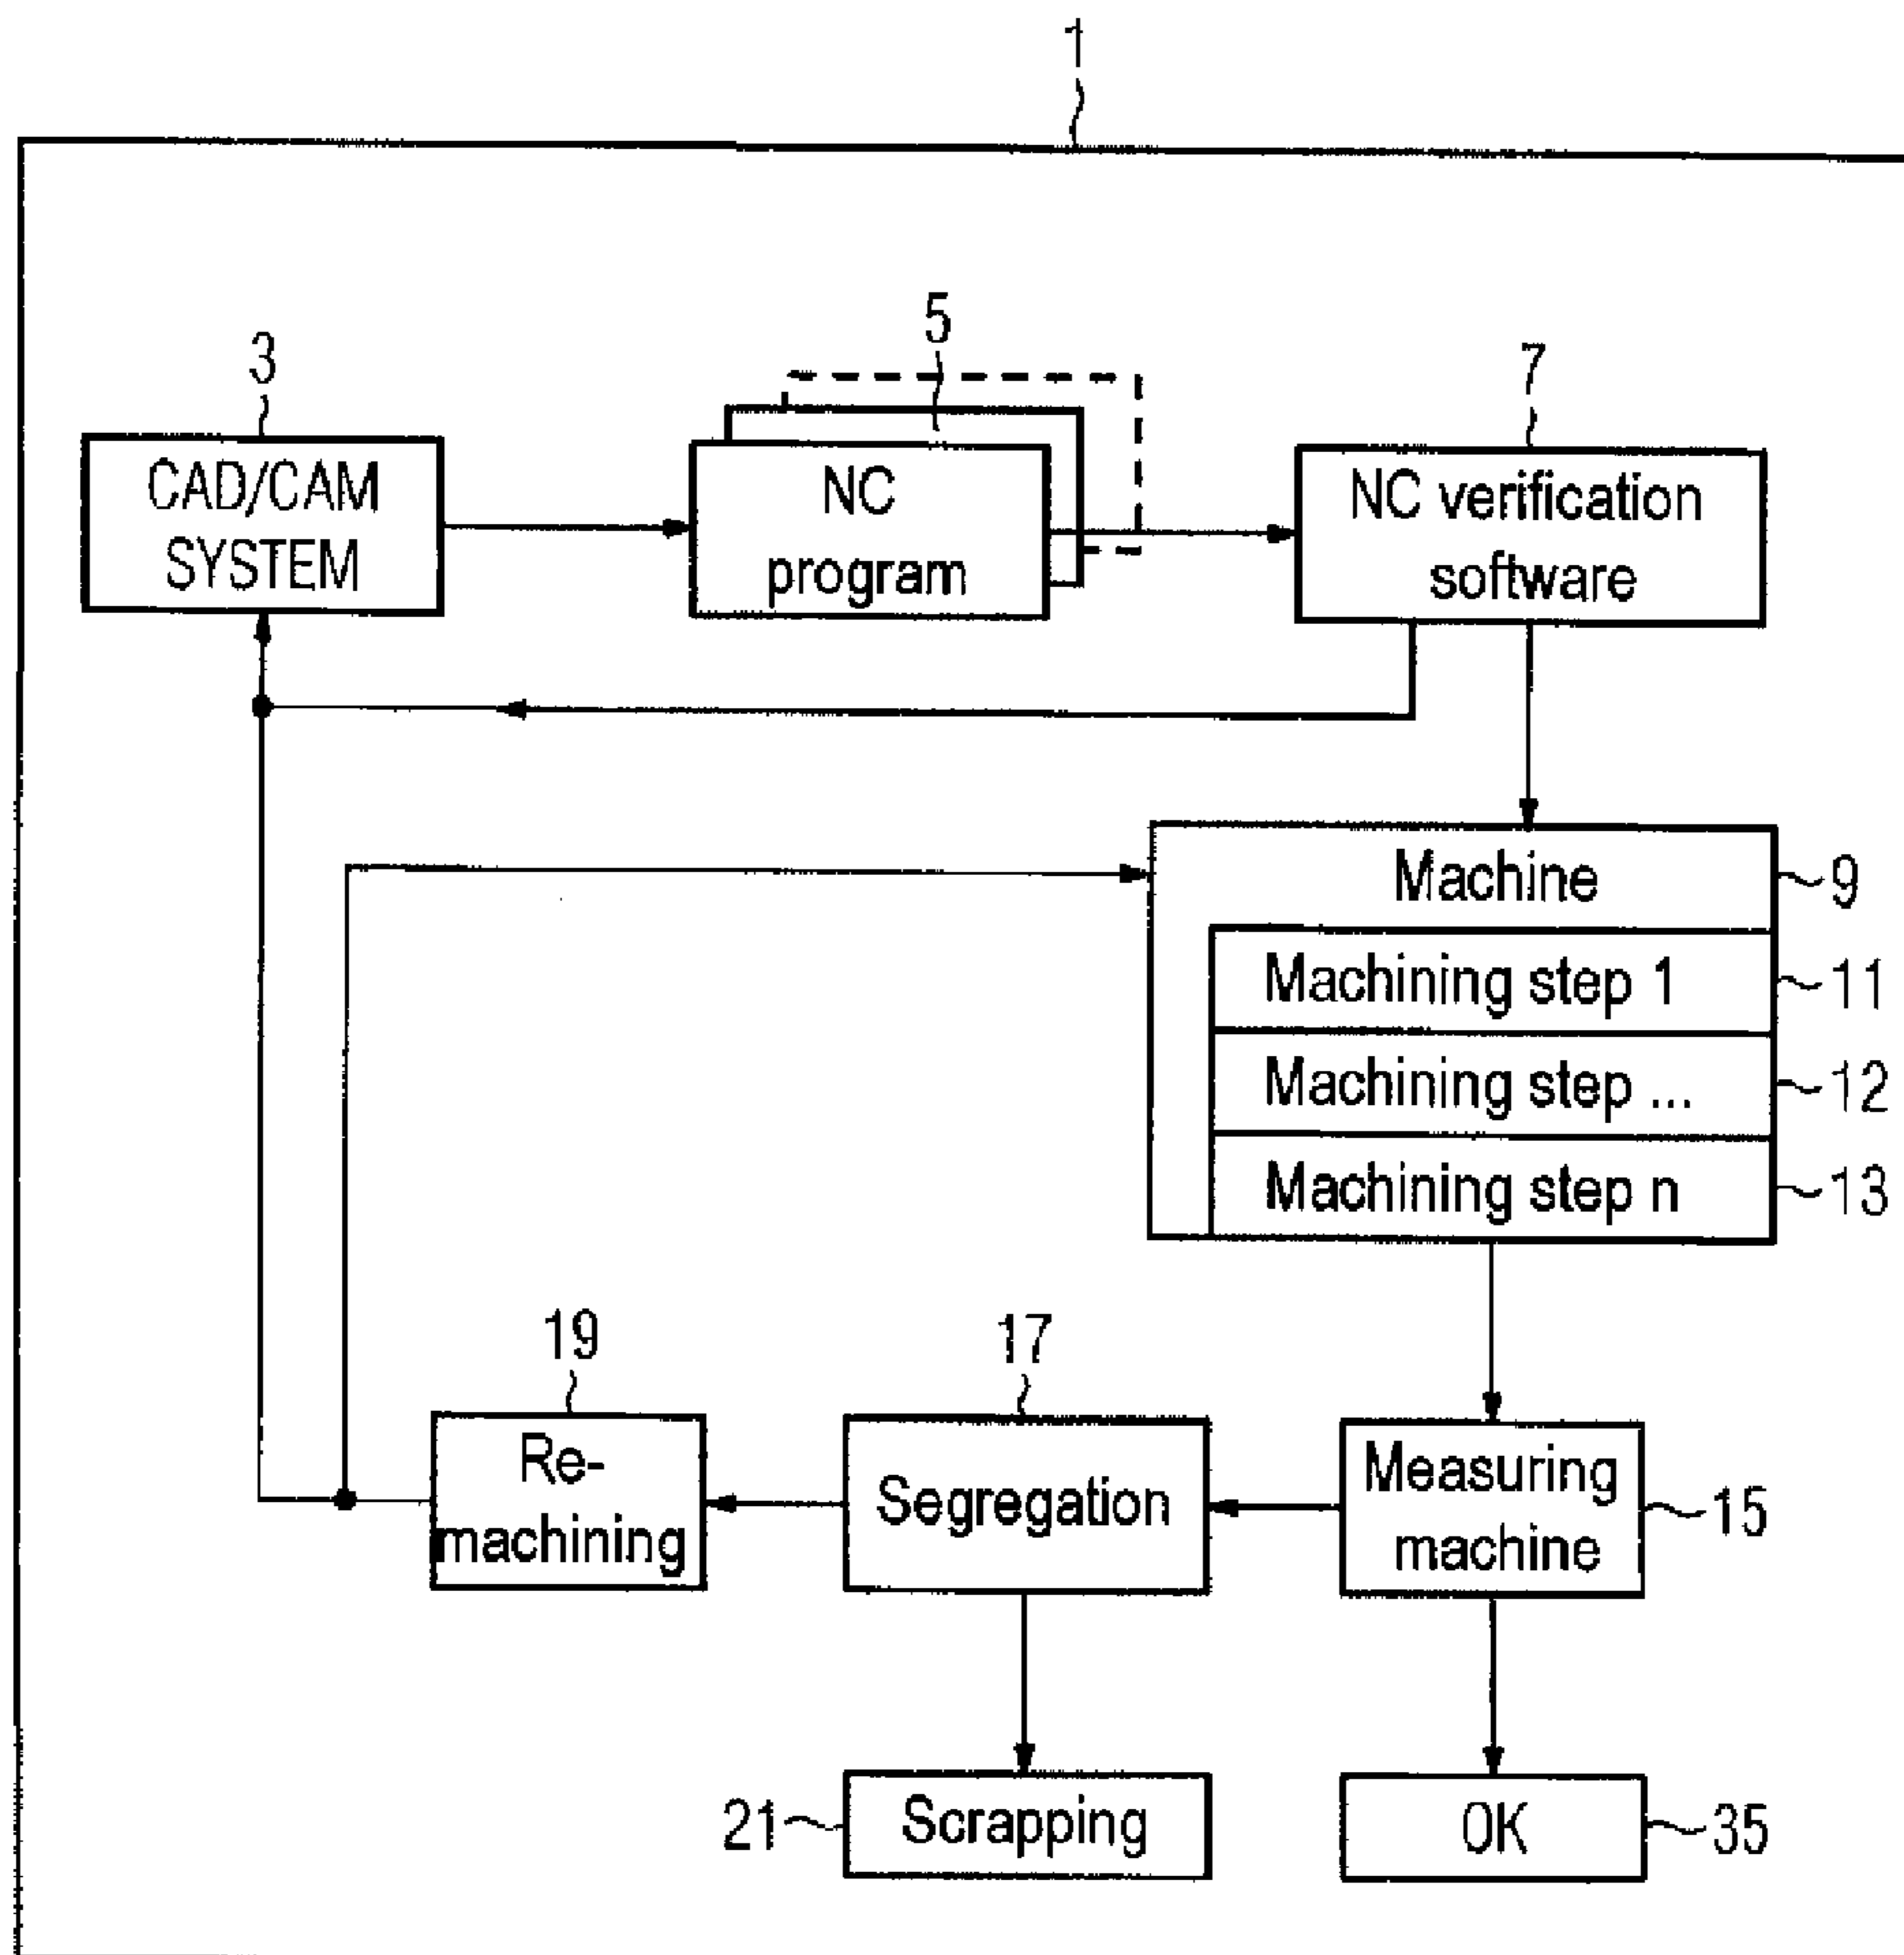 1
3
CAD/CAM
SYSTEM
5
NC
program
7
NC verification
software
Machine
9
Machining step 1
11
Machining step ...
12
Machining step n
13
19
Re-
machining
17
Segregation
Measuring
machine
15
21
Scrapping
OK
35